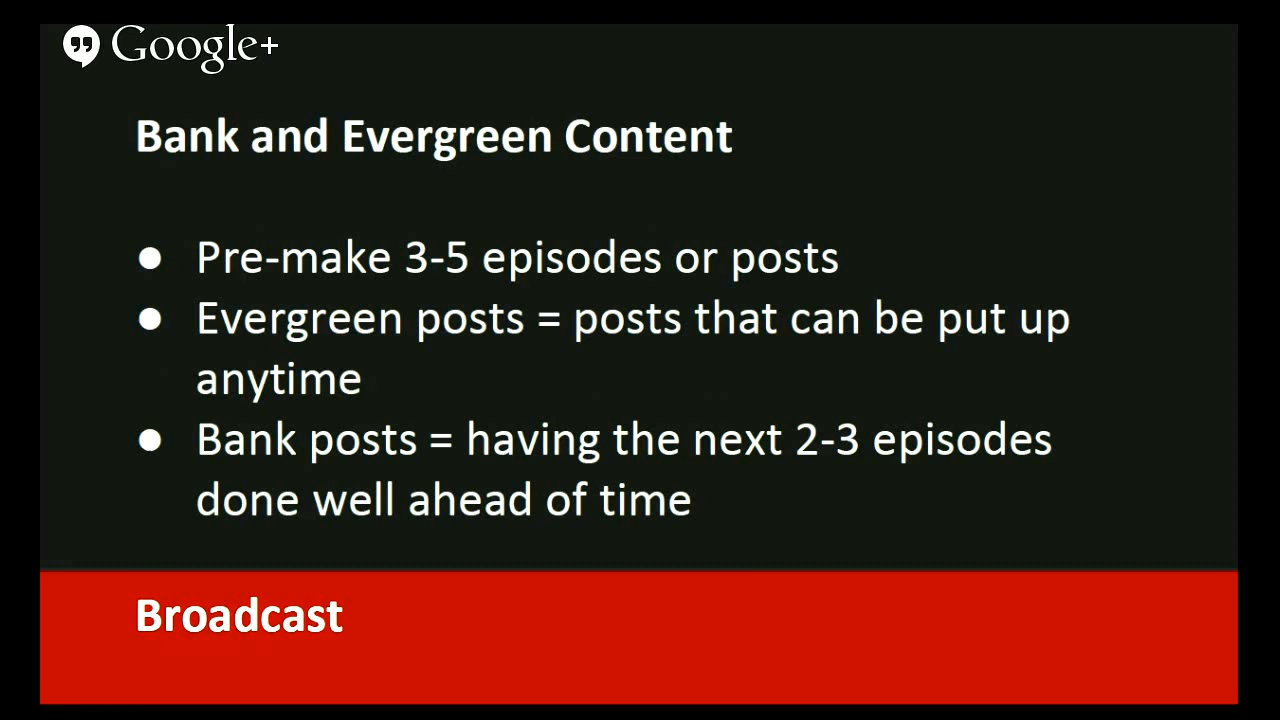 Google+
Bank and Evergreen Content
● Pre-make 3-5 episodes or posts
● Evergreen posts = posts that can be put up
anytime
● Bank posts = having the next 2-3 episodes
done well ahead of time
Broadcast